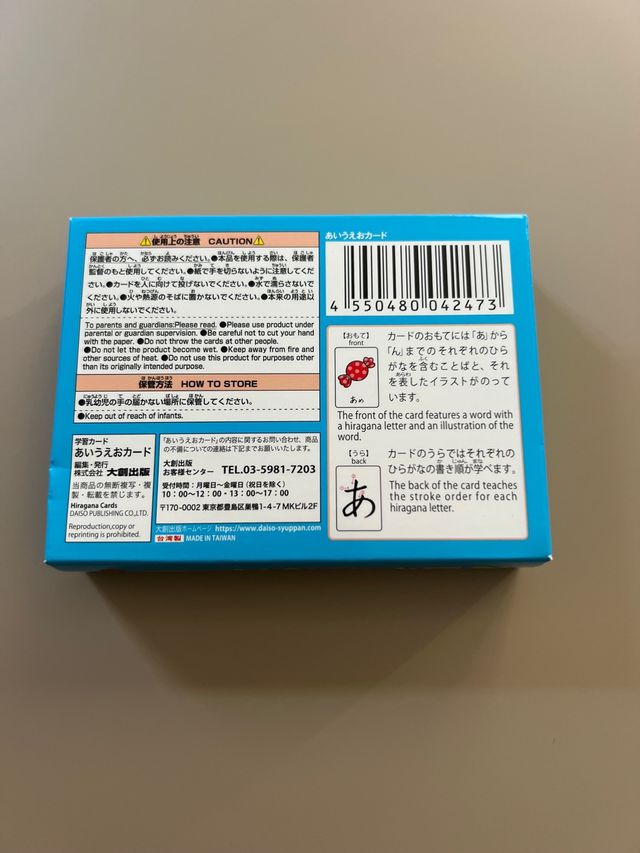 使用上の注意 CAUTION
保護者の方へ、必ずお読みください。●本品を使用する際は、保護者
監督のもと使用してください。●紙で手を切らないように注意してくだ
さい。●カードを人に向けて投げないでください。●水で濡らさないで
ください。●火や熱源のそばに置かないでください。●本来の用途以
外に使用しないでください。
To parents and guardians:Please read. ●Please use product under
parental or guardian supervision. ●Be careful not to cut your hand
with the paper. ●Do not throw the cards at other people.
●Do not let the product become wet. ●Keep away from fire and
other sources of heat. ●Do not use this product for purposes other
than its originally intended purpose.
保管方法 HOW TO STORE
●乳幼児の手の届かない場所に保管してください。
●Keep out of reach of infants.
学習カード
あいうえおカード
編集・発行
株式会社 大創出版
当商品の無断複写・複
製・転載を禁じます。
Hiragana Cards
DAISO PUBLISHING CO.,LTD.
Reproduction,copy or
reprinting is prohibited.
「あいうえおカード」の内容に関するお問い合わせ、商品
の不備についての連絡は下記までお願いいたします。
大創出版
お客様センター TEL.03-5981-7203
受付時間：月曜日～金曜日(祝日を除く)
10：00～12：00・13：00～17：00
〒170-0002 東京都豊島区巣鴨1-4-7 MKビル2F
大創出版ホームページ https://www.daiso-syuppan.com
台湾製 MADE IN TAIWAN
あいうえおカード
4 550480 042473
【おもて】
front
あめ
カードのおもてには「あ」から
「ん」までのそれぞれのひら
がなを含むことばと、それ
を表したイラストがのって
います。
The front of the card features a word with
a hiragana letter and an illustration of the
word.
【うら】
back
あ
カードのうらではそれぞれの
ひらがなの書き順が学べます。
The back of the card teaches
the stroke order for each
hiragana letter.